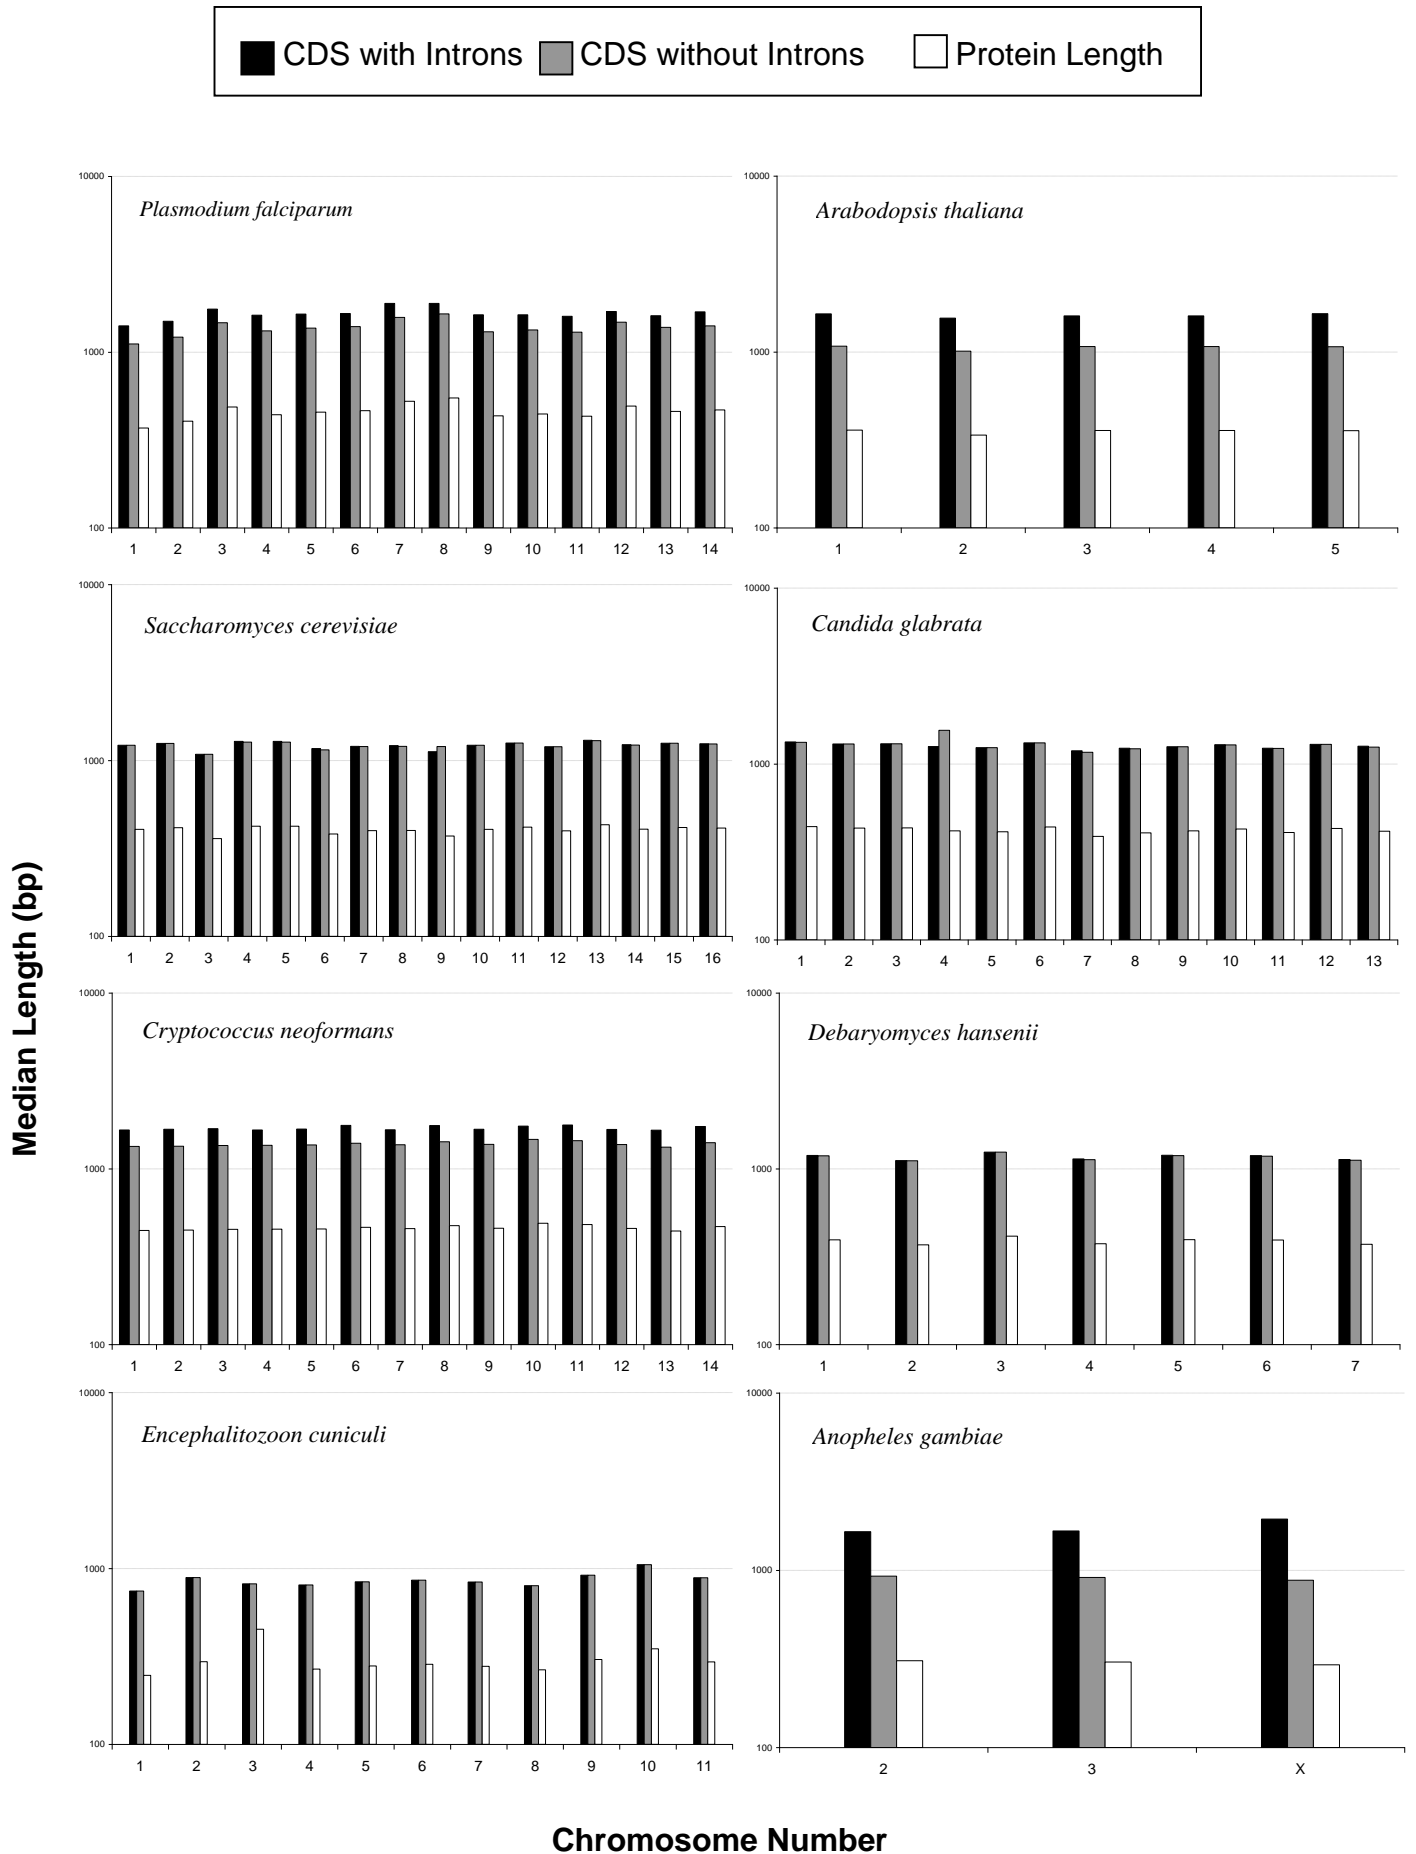 CDS with Introns CDS without Introns Protein Length
Median Length (bp)
Plasmodium falciparum
10000
1000
100
1 2 3 4 5 6 7 8 9 10 11 12 13 14
Arabodopsis thaliana
10000
1000
100
1 2 3 4 5
Saccharomyces cerevisiae
10000
1000
100
1 2 3 4 5 6 7 8 9 10 11 12 13 14 15 16
Candida glabrata
10000
1000
100
1 2 3 4 5 6 7 8 9 10 11 12 13
Cryptococcus neoformans
10000
1000
100
1 2 3 4 5 6 7 8 9 10 11 12 13 14
Debaryomyces hansenii
10000
1000
100
1 2 3 4 5 6 7
Encephalitozoon cuniculi
10000
1000
100
1 2 3 4 5 6 7 8 9 10 11
Anopheles gambiae
10000
1000
100
2 3 X
Chromosome Number